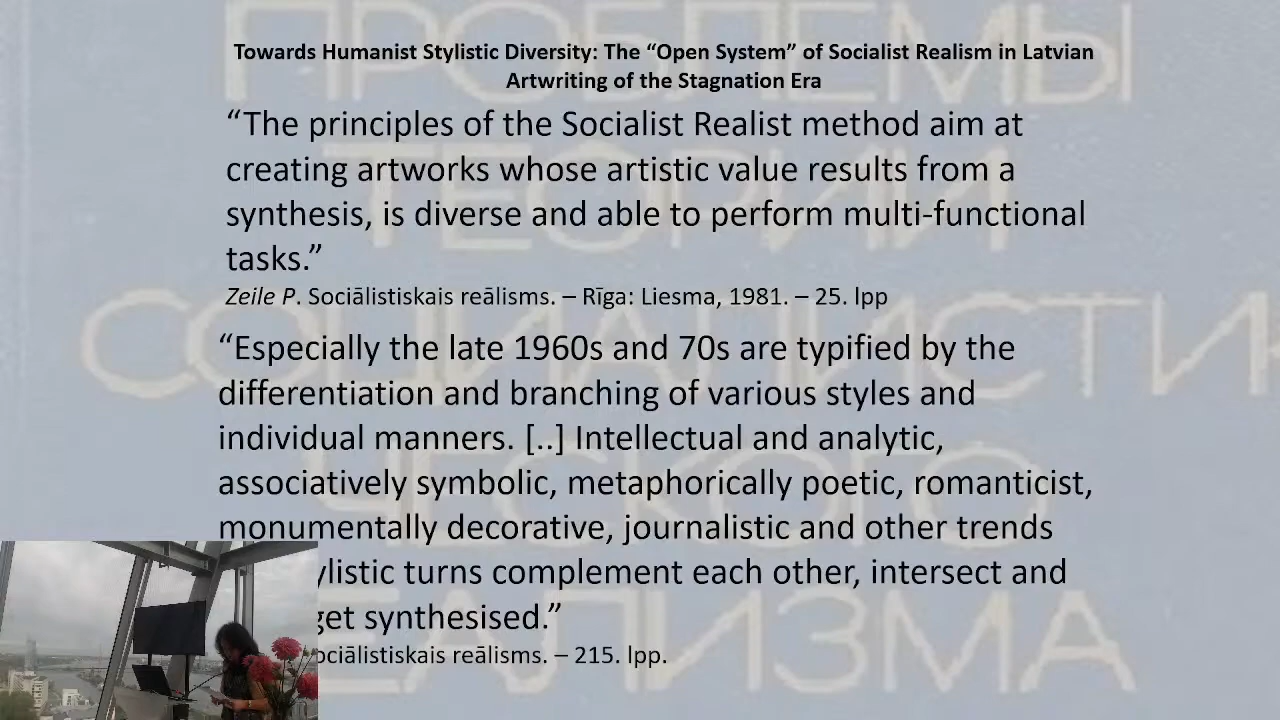 Towards Humanist Stylistic Diversity: The “Open System” of Socialist Realism in Latvian
Artwriting of the Stagnation Era
“The principles of the Socialist Realist method aim at
creating artworks whose artistic value results from a
synthesis, is diverse and able to perform multi-functional
tasks.”
Zeile P. Sociālistiskais reālisms. – Rīga: Liesma, 1981. – 25. lpp
“Especially the late 1960s and 70s are typified by the
differentiation and branching of various styles and
individual manners. [..] Intellectual and analytic,
associatively symbolic, metaphorically poetic, romanticist,
monumentally decorative, journalistic and other trends
turns complement each other, intersect and
get synthesised.”
reālisms. – 215. lpp.
ПРОБЛЕМЫ
ТЕОРИИ
СОЦИАЛИСТИ
ЧЕСКОГО
РЕАЛИЗМА